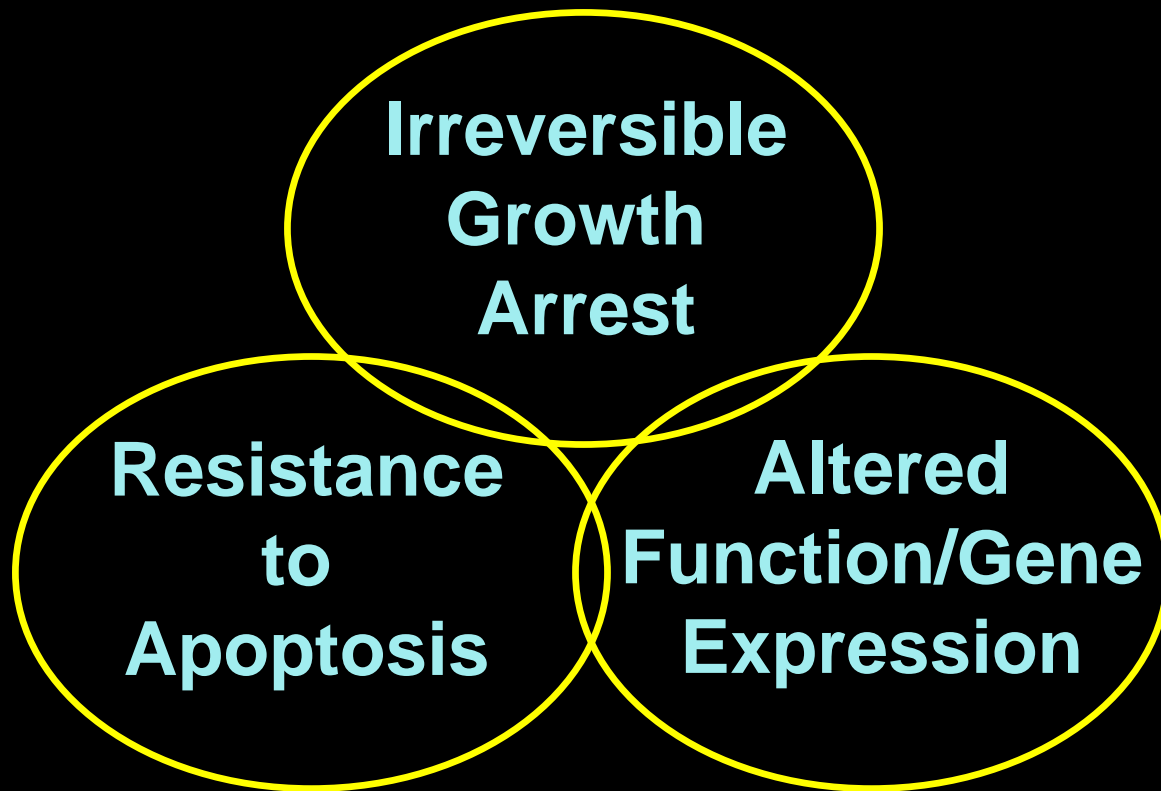 Irreversible
Growth
Arrest
Resistance
to
Apoptosis
Altered
Function/Gene
Expression